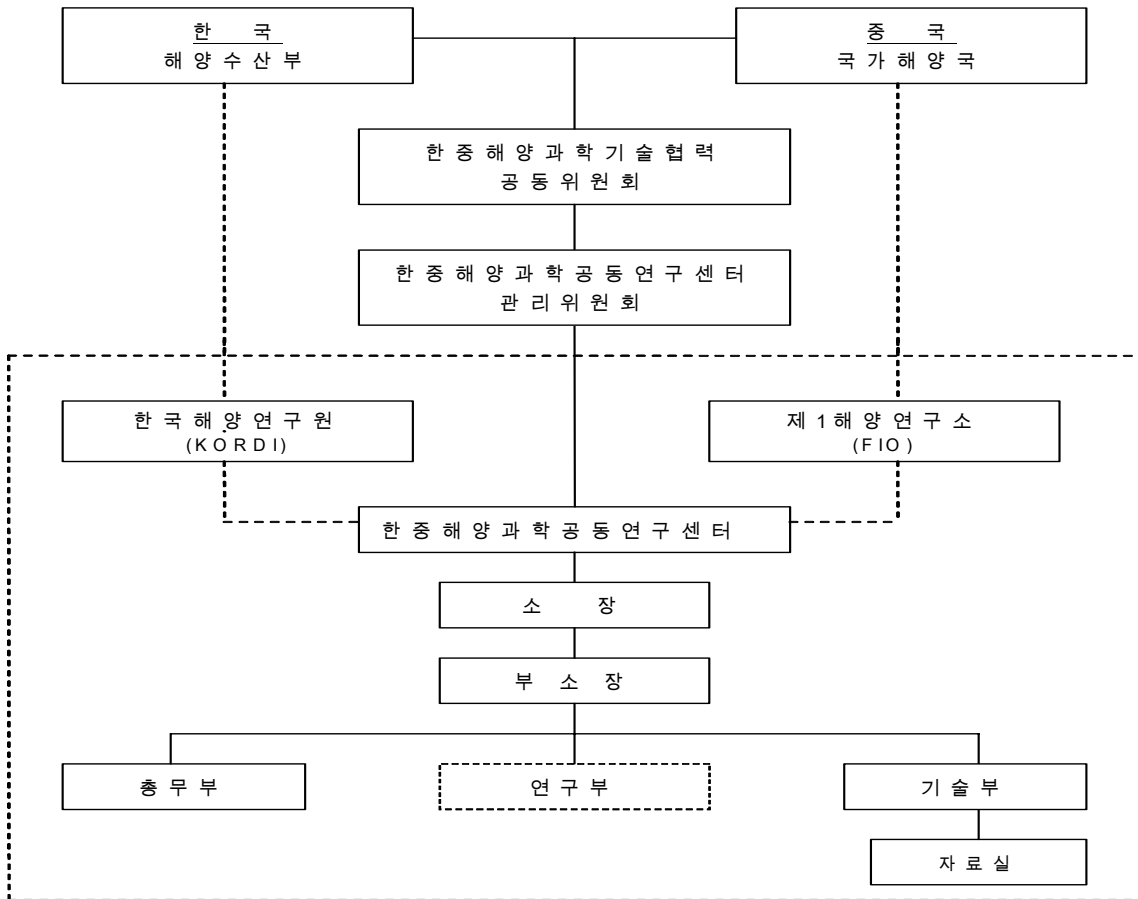 한 국
해양수산부
중 국
국가해양국
한중해양과학기술협력
공동위원회
한중해양과학공동연구센터
관리위원회
한국해양연구원
(KORDI)
제1해양연구소
(FIO)
한중해양과학공동연구센터
소 장
부 소 장
총무부
연구부
기술부
자료실